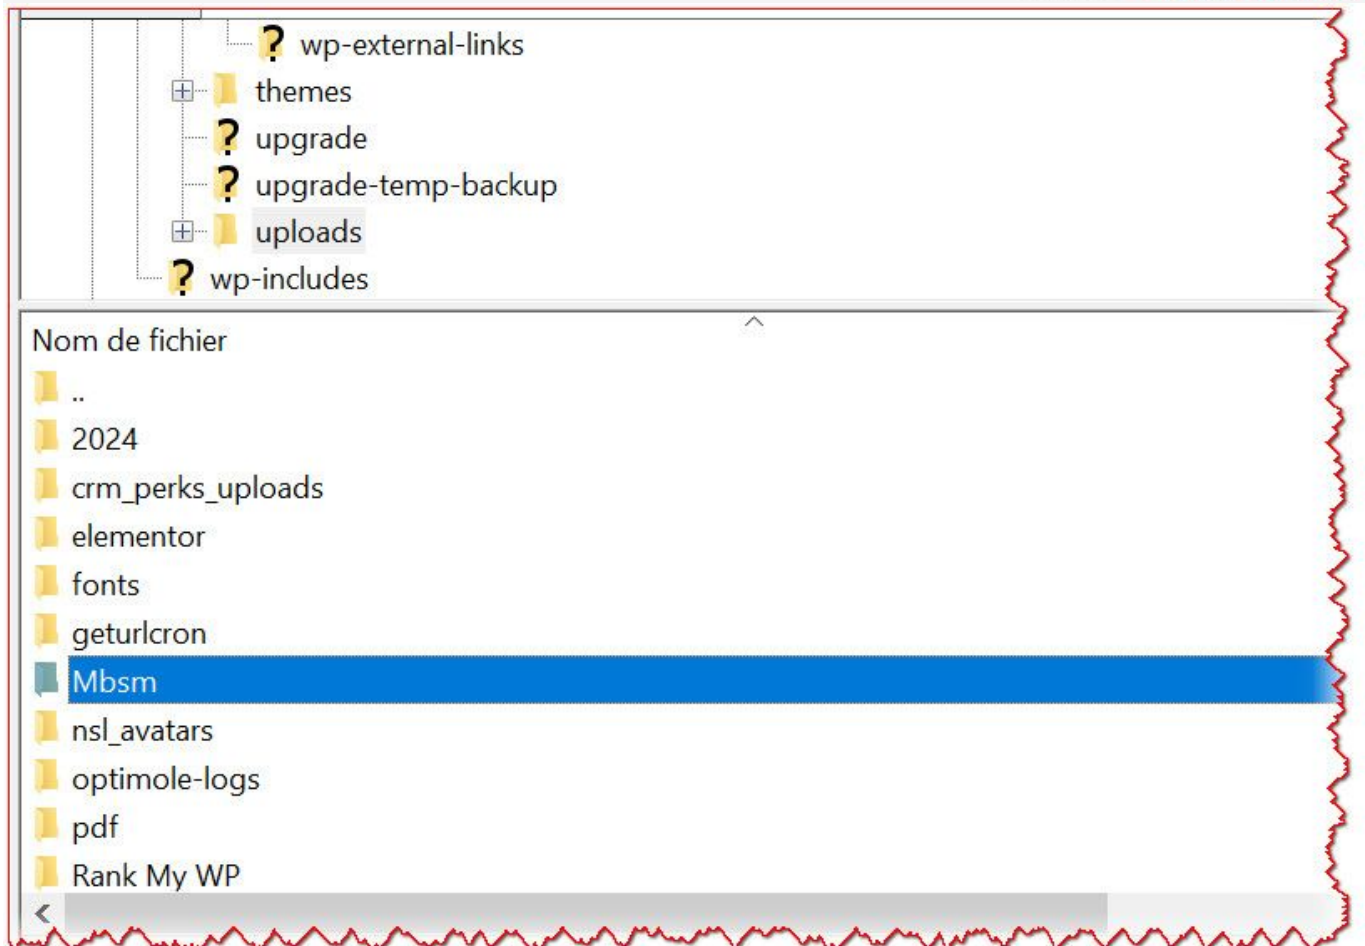 wp-external-links
themes
upgrade
upgrade-temp-backup
uploads
wp-includes
Nom de fichier
..
2024
crm_perks_uploads
elementor
fonts
geturlcron
Mbsm
nsl_avatars
optimole-logs
pdf
Rank My WP